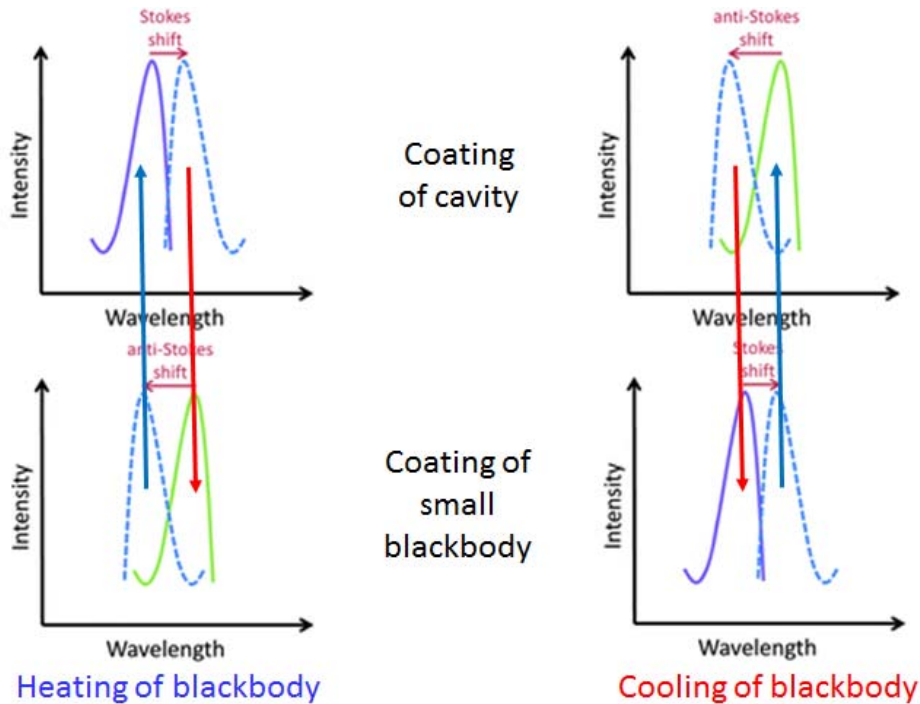 Stokes
shift
Intensity
Wavelength
anti-Stokes
shift
Intensity
Wavelength
Coating
of cavity
anti-Stokes
shift
Intensity
Wavelength
Stokes
shift
Intensity
Wavelength
Coating of
small
blackbody
Heating of blackbody
Cooling of blackbody